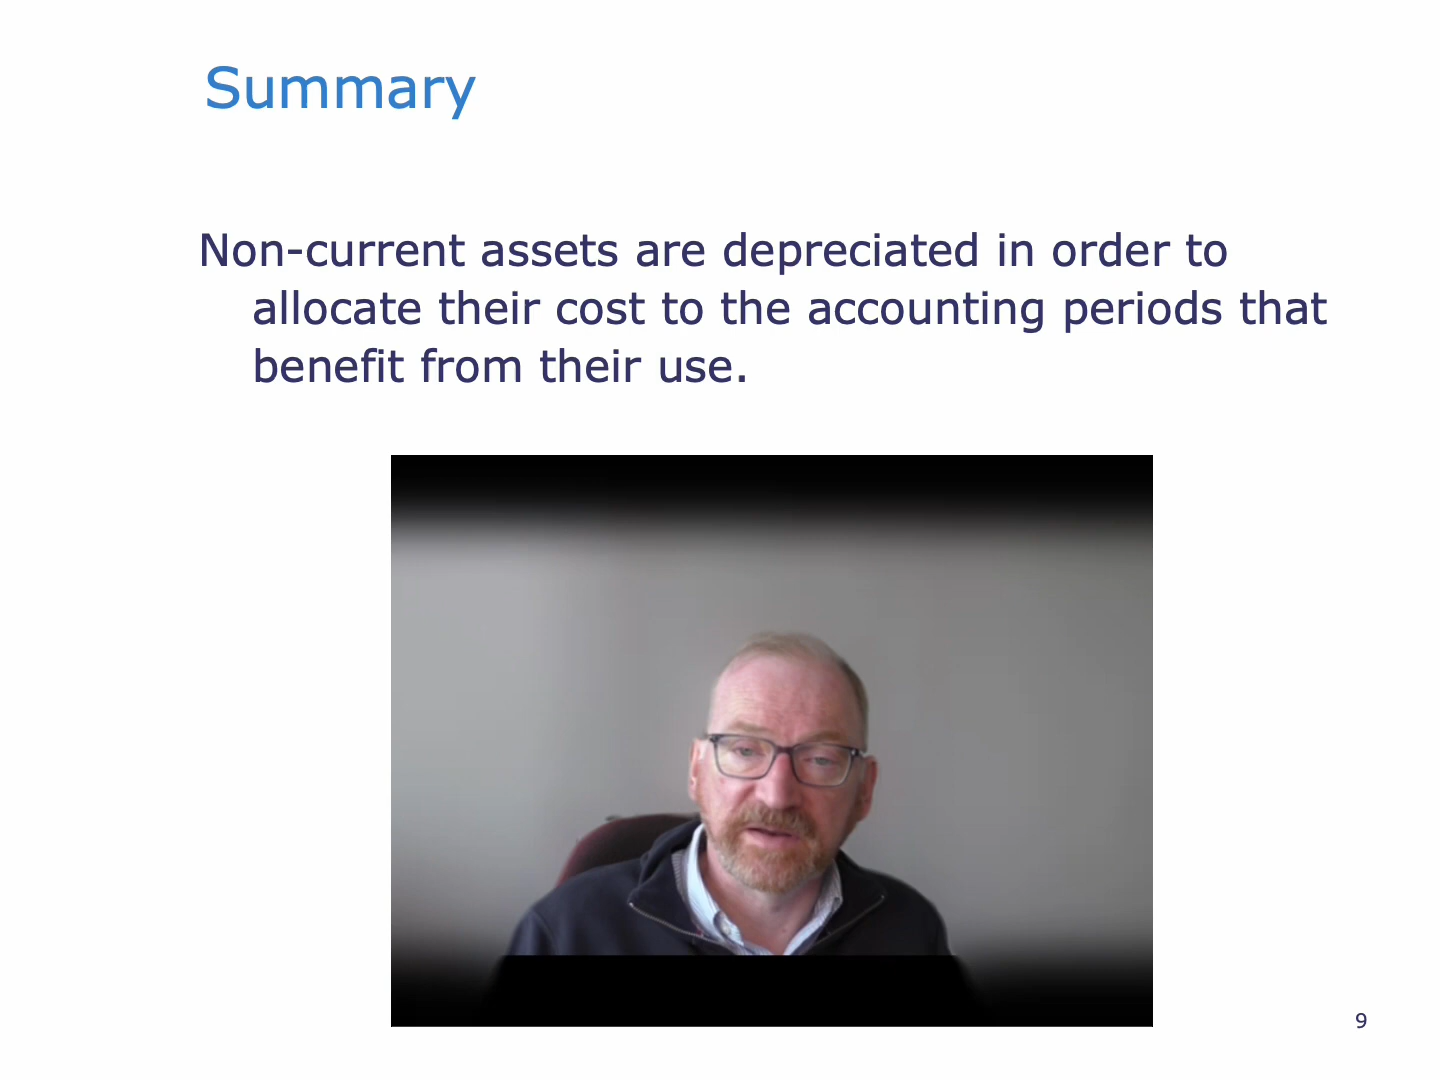 Summary
Non-current assets are depreciated in order to
allocate their cost to the accounting periods that
benefit from their use.
9